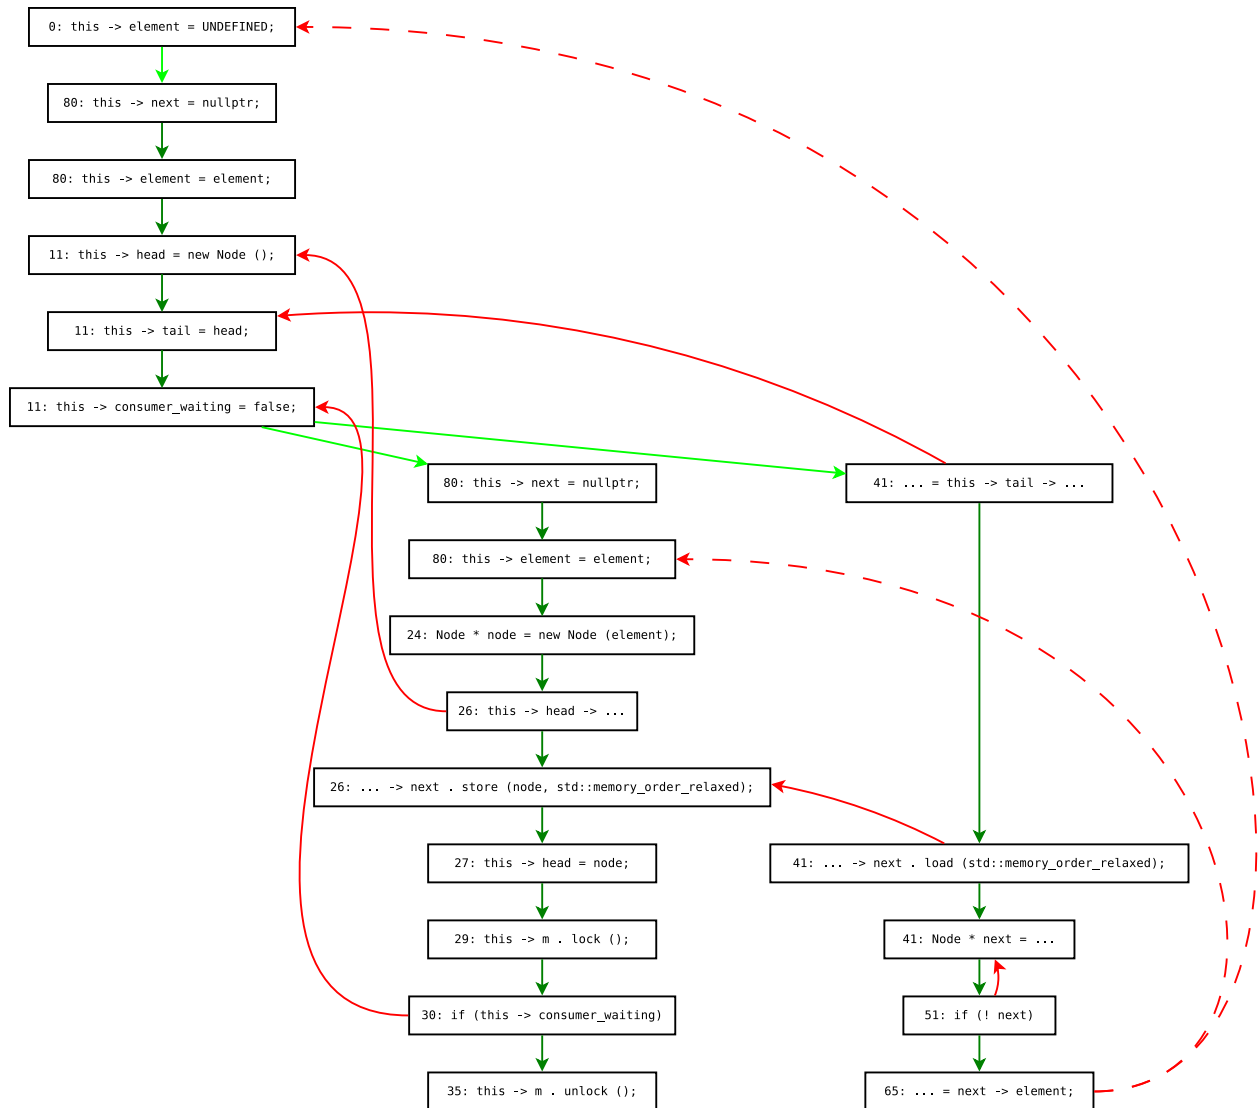 0: this -> element = UNDEFINED;
80: this -> next = nullptr;
80: this -> element = element;
11: this -> head = new Node ();
11: this -> tail = head;
11: this -> consumer_waiting = false;
80: this -> next = nullptr;
41: ... = this -> tail -> ...
80: this -> element = element;
24: Node * node = new Node (element);
26: this -> head -> ...
26: ... -> next . store (node, std::memory_order_relaxed);
27: this -> head = node;
41: ... -> next . load (std::memory_order_relaxed);
29: this -> m . lock ();
41: Node * next = ...
30: if (this -> consumer_waiting)
51: if (! next)
35: this -> m . unlock ();
65: ... = next -> element;